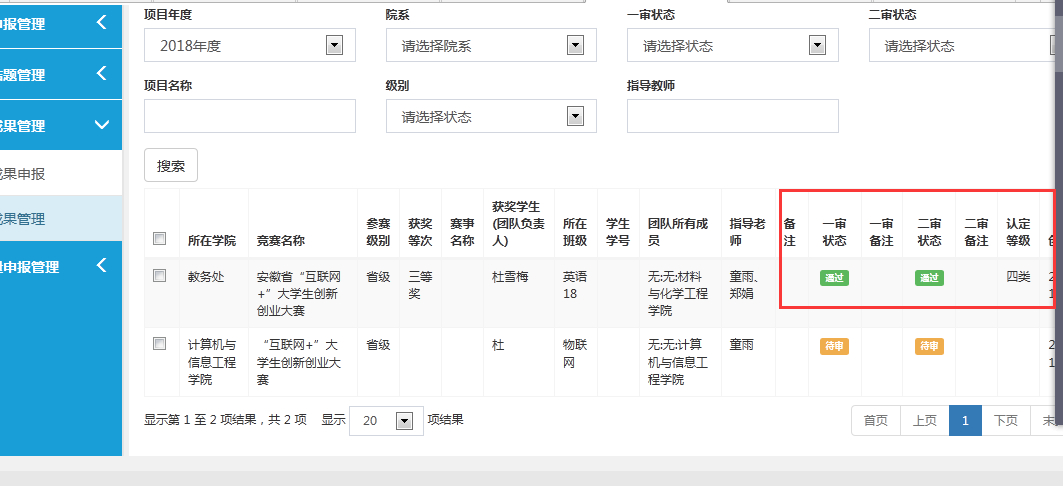 报管理
题管理
果管理
果申报
果管理
申报管理
项目年度
院系
一审状态
二审状态
2018年度
请选择院系
请选择状态
请选择状态
项目名称
级别
指导教师
请选择状态
搜索
所在学院
竞赛名称
参赛
级别
获奖
等次
赛事
名称
获奖学生
(团队负责
人)
所在
班级
学生
学号
团队所有成
员
指导老
师
备
注
一审
状态
一审
备注
二审
状态
二审
备注
认定
等级
教务处
安徽省“互联网
+”大学生创新
创业大赛
省级
三等
奖
杜雪梅
英语
18
无:无:材料
与化学工程
学院
童雨、
郑娟
通过
通过
四类
2
1
计算机与
信息工程
学院
“互联网+”大
学生创新创业大
赛
省级
杜
物联
网
无:无:计算
机与信息工
程学院
童雨
待审
待审
2
1
显示第 1 至 2 项结果，共 2 项
显示 20 项结果
首页
上页
1
下页
末